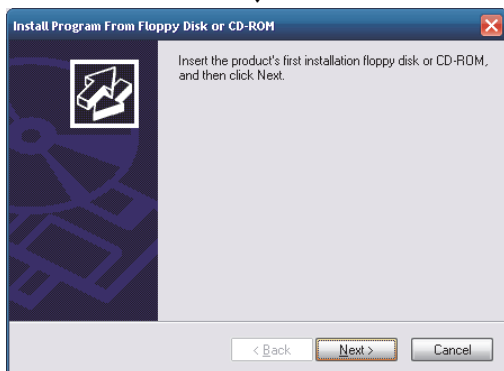 Install Program From Floppy Disk or CD-ROM
Insert the product's first installation floppy disk or CD-ROM,
and then click Next.
< Back Next > Cancel